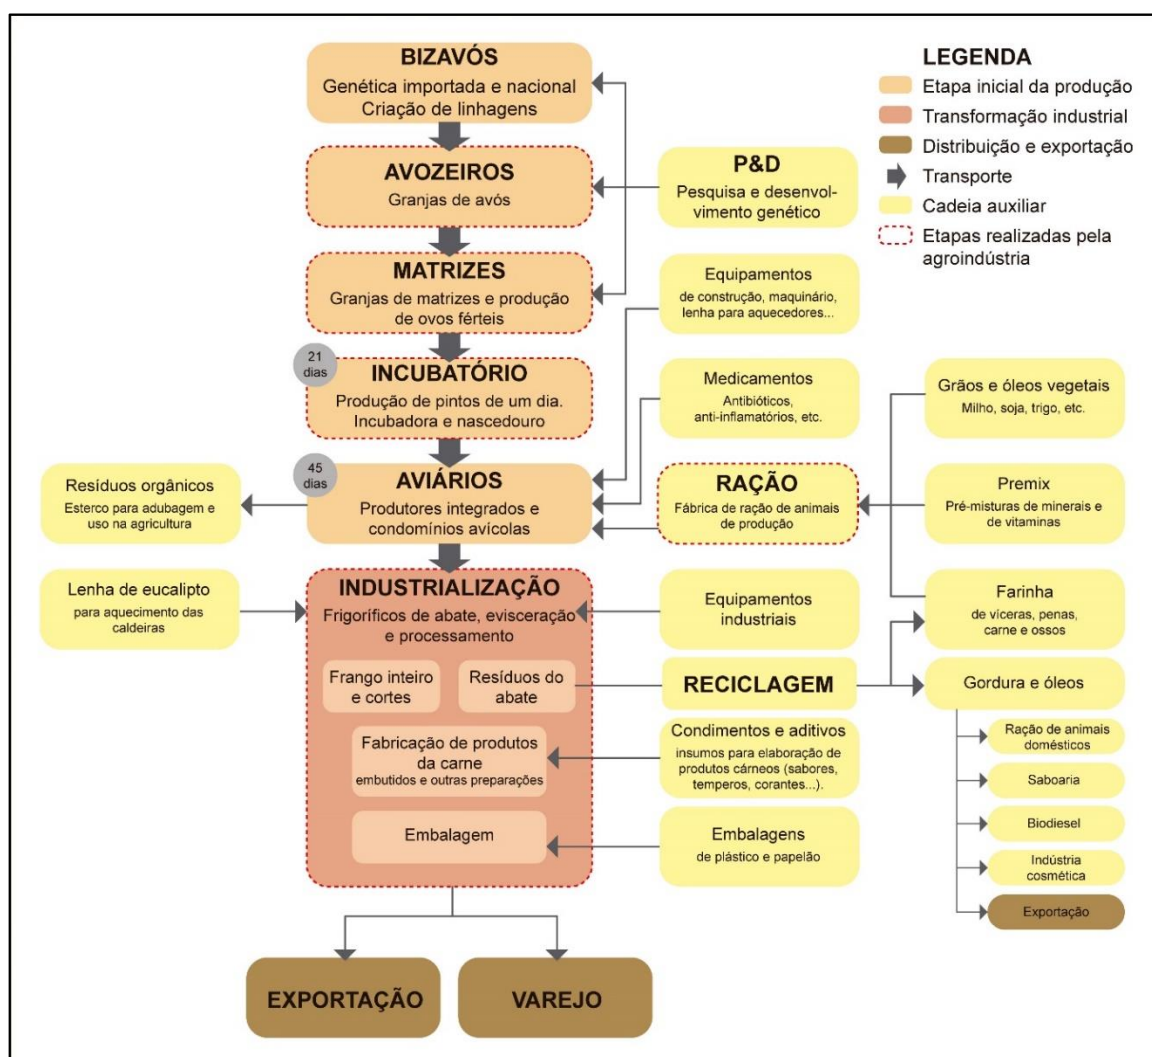 BIZAVÓS
Genética importada e nacional
Criação de linhagens
AVOZEIROS
Granjas de avós
MATRIZES
Granjas de matrizes e produção
de ovos férteis
21
dias
INCUBATÓRIO
Produção de pintos de um dia.
Incubadora e nascedouro
45
dias
AVIÁRIOS
Produtores integrados e
condomínios avícolas
Resíduos orgânicos
Esterco para adubagem e
uso na agricultura
Lenha de eucalipto
para aquecimento das
caldeiras
INDUSTRIALIZAÇÃO
Frigoríficos de abate, evisceração
e processamento
Frango inteiro
e cortes
Resíduos do
abate
Fabricação de produtos
da carne
embutidos e outras preparações
Embalagem
EXPORTAÇÃO
VAREJO
P&D
Pesquisa e desenvol-
vimento genético
Equipamentos
de construção, maquinário,
lenha para aquecedores...
Medicamentos
Antibióticos,
anti-inflamatórios, etc.
RAÇÃO
Fábrica de ração de animais
de produção
Equipamentos
industriais
RECICLAGEM
Condimentos e aditivos
insumos para elaboração de
produtos cárneos (sabores,
temperos, corantes...).
Embalagens
de plástico e papelão
LEGENDA
Etapa inicial da produção
Transformação industrial
Distribuição e exportação
Transporte
Cadeia auxiliar
Etapas realizadas pela
agroindústria
Grãos e óleos vegetais
Milho, soja, trigo, etc.
Premix
Pré-misturas de minerais e
de vitaminas
Farinha
de víceras, penas,
carne e ossos
Gordura e óleos
Ração de animais
domésticos
Saboaria
Biodiesel
Indústria
cosmética
Exportação